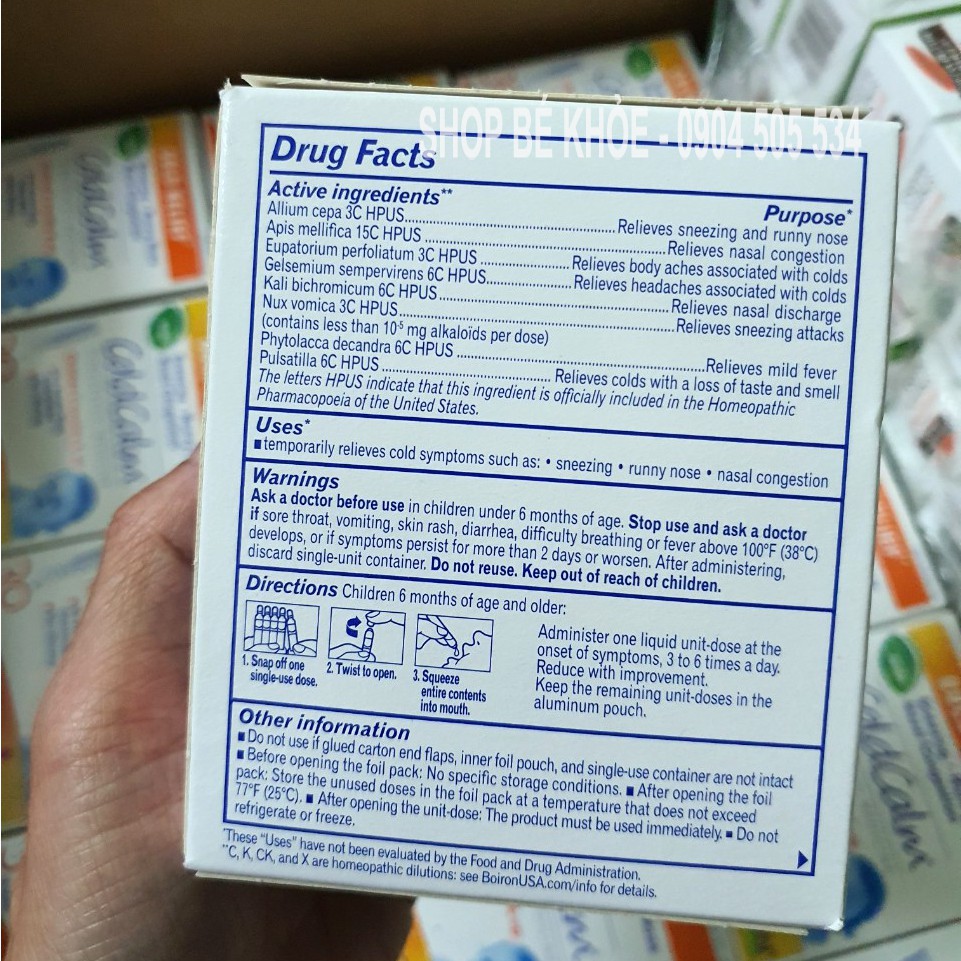 SHOP BÉ KHỎE - 0904 505 534
Drug Facts
Active ingredients** Purpose*
Allium cepa 3C HPUS Relieves sneezing and runny nose
Apis mellifica 15C HPUS Relieves nasal congestion
Eupatorium perfoliatum 3C HPUS Relieves body aches associated with colds
Gelsemium sempervirens 6C HPUS Relieves headaches associated with colds
Kali bichromicum 6C HPUS Relieves nasal discharge
Nux vomica 3C HPUS Relieves sneezing attacks
(contains less than 10⁻⁵ mg alkaloids per dose)
Phytolacca decandra 6C HPUS Relieves mild fever
Pulsatilla 6C HPUS Relieves colds with a loss of taste and smell
The letters HPUS indicate that this ingredient is officially included in the Homeopathic
Pharmacopoeia of the United States.
Uses*
■ temporarily relieves cold symptoms such as: • sneezing • runny nose • nasal congestion
Warnings
Ask a doctor before use in children under 6 months of age. Stop use and ask a doctor
if sore throat, vomiting, skin rash, diarrhea, difficulty breathing or fever above 100°F (38°C)
develops, or if symptoms persist for more than 2 days or worsen. After administering,
discard single-unit container. Do not reuse. Keep out of reach of children.
Directions Children 6 months of age and older:
1. Snap off one
single-use dose.
2. Twist to open.
3. Squeeze
entire contents
into mouth.
Administer one liquid unit-dose at the
onset of symptoms, 3 to 6 times a day.
Reduce with improvement.
Keep the remaining unit-doses in the
aluminum pouch.
Other information
■ Do not use if glued carton end flaps, inner foil pouch, and single-use container are not intact
■ Before opening the foil pack: No specific storage conditions. ■ After opening the foil
pack: Store the unused doses in the foil pack at a temperature that does not exceed
77°F (25°C). ■ After opening the unit-dose: The product must be used immediately. ■ Do not
refrigerate or freeze.
*These "Uses" have not been evaluated by the Food and Drug Administration.
**C, K, CK, and X are homeopathic dilutions: see BoironUSA.com/info for details.
ColdCalm
ColdCalm
ColdCalm